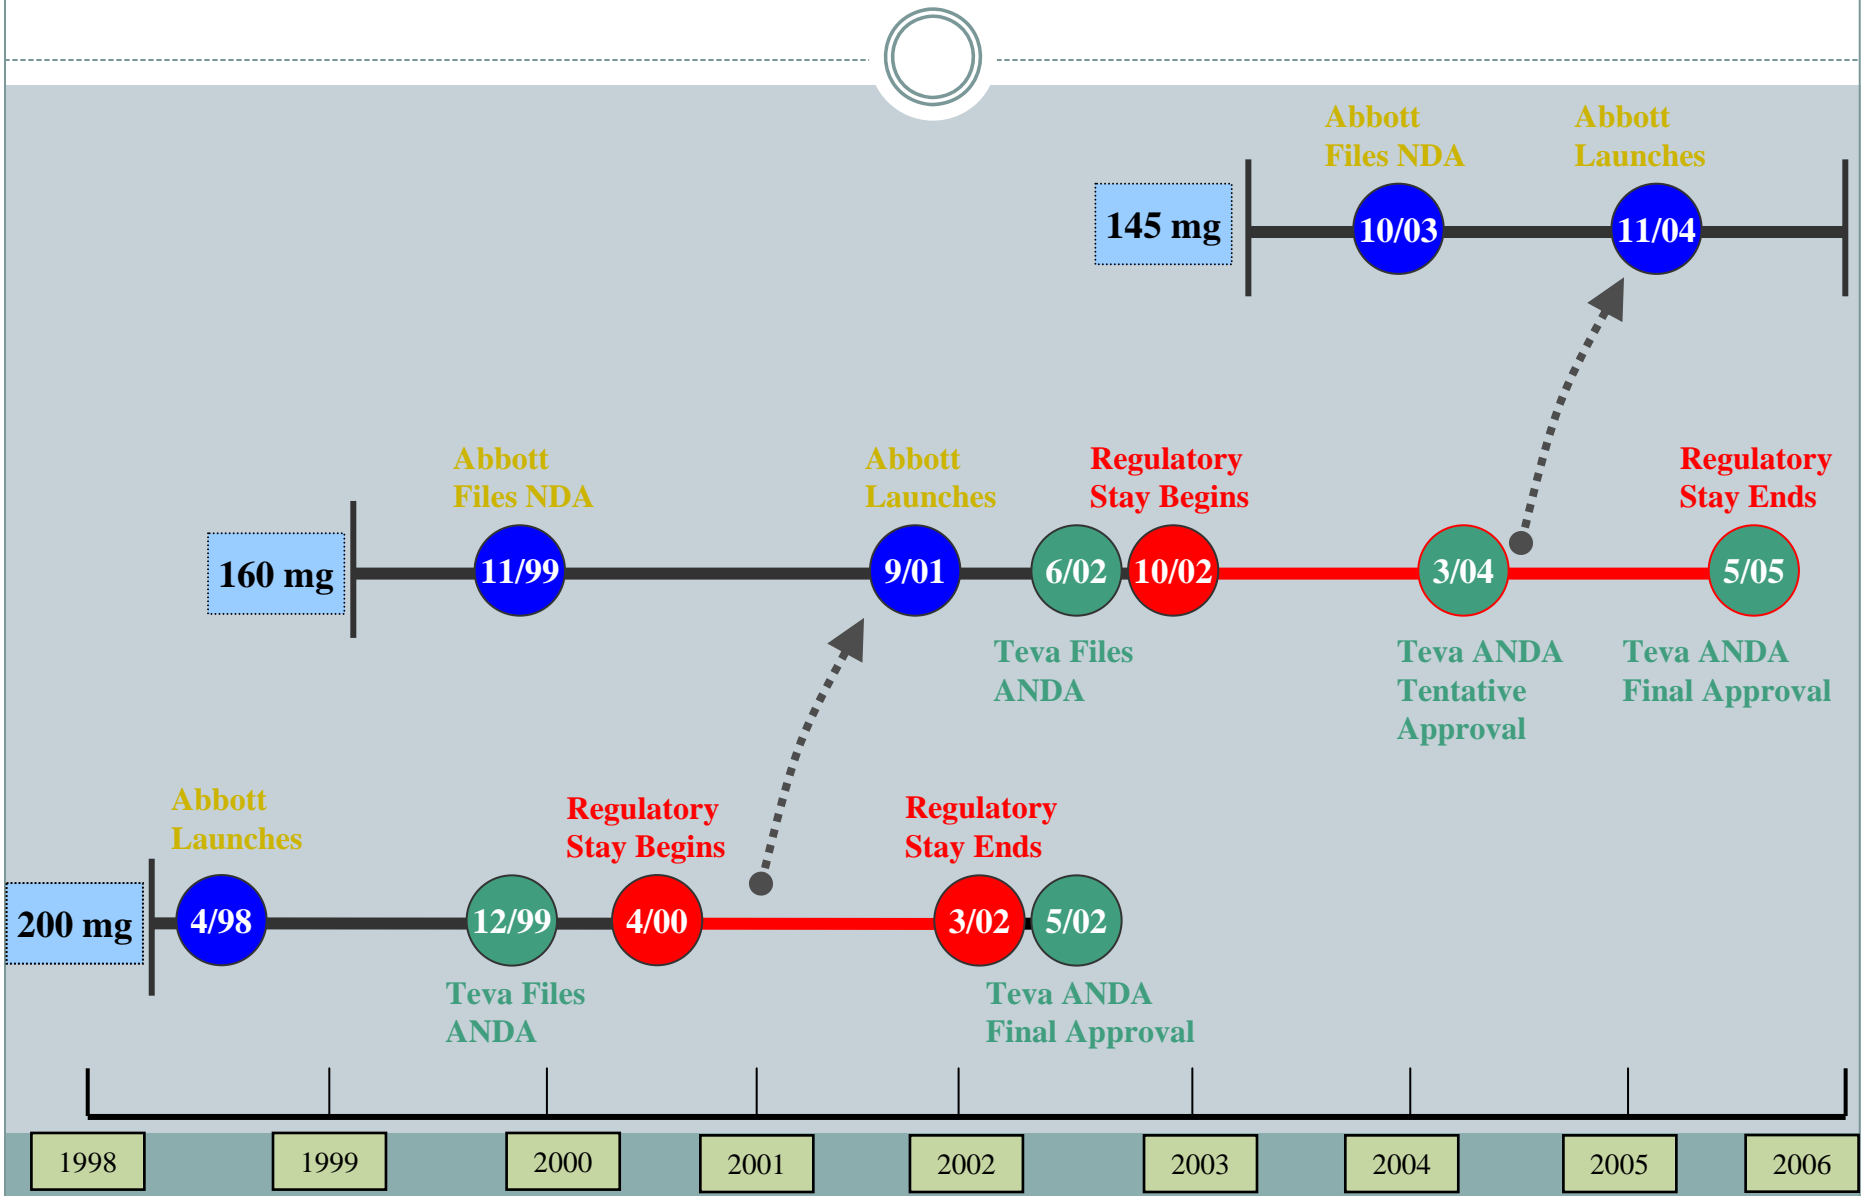 Abbott
Files NDA
Abbott
Launches
145 mg
10/03
11/04
Abbott
Files NDA
Abbott
Launches
Regulatory
Stay Begins
Regulatory
Stay Ends
160 mg
11/99
9/01
6/02
10/02
3/04
5/05
Teva Files
ANDA
Teva ANDA
Tentative
Approval
Teva ANDA
Final Approval
Abbott
Launches
Regulatory
Stay Begins
Regulatory
Stay Ends
200 mg
4/98
12/99
4/00
3/02
5/02
Teva Files
ANDA
Teva ANDA
Final Approval
1998
1999
2000
2001
2002
2003
2004
2005
2006